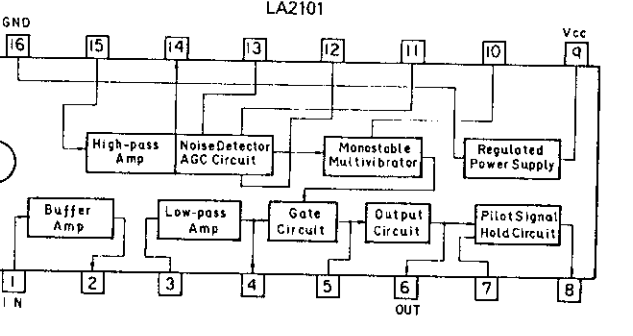 LA2101
GND
Vcc
16 15 14 13 12 11 10 9
High-pass
Amp
Noise Detector
AGC Circuit
Monostable
Multivibrator
Regulated
Power Supply
Buffer
Amp
Low-pass
Amp
Gate
Circuit
Output
Circuit
Pilot Signal
Hold Circuit
1 2 3 4 5 6 7 8
IN
OUT